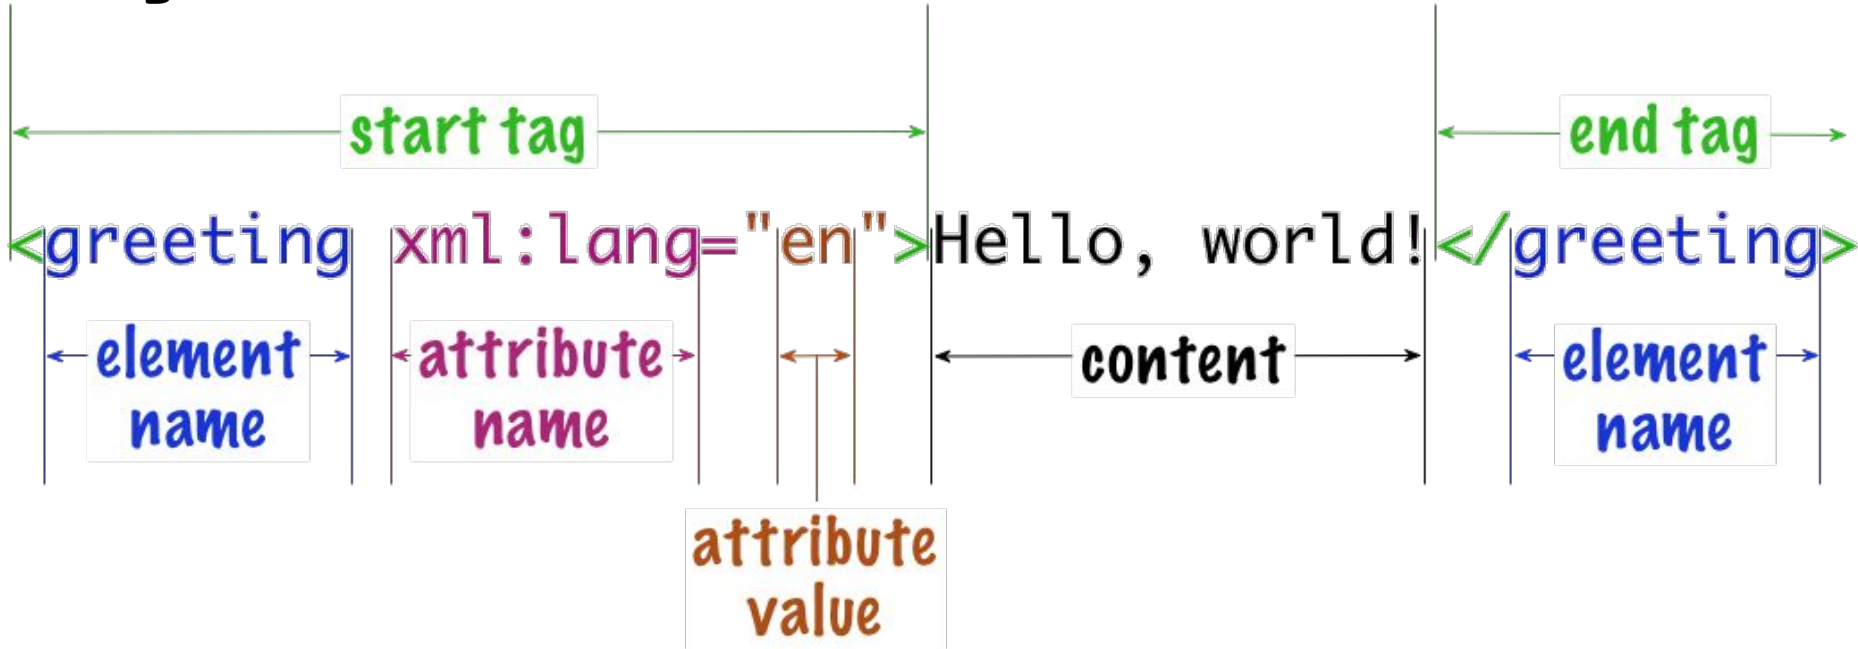 start tag end tag
<greeting xml:lang="en">Hello, world!</greeting>
element attribute content element
name name name
attribute
value